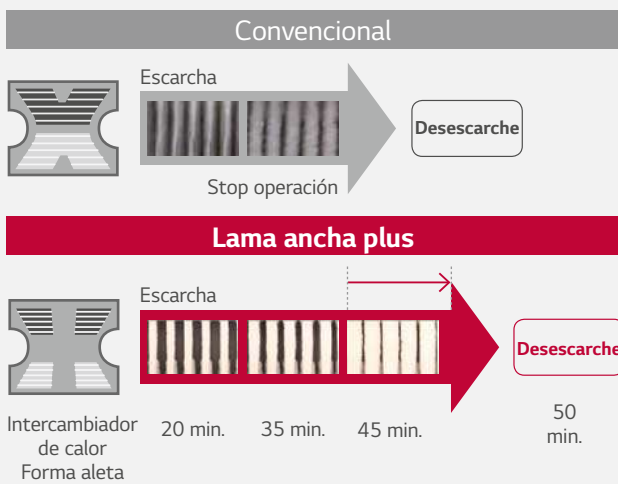 Convencional
Escarcha
Desescarche
Stop operación
Lama ancha plus
Escarcha
Desescarche
Intercambiador
de calor
Forma aleta
20 min.
35 min.
45 min.
50
min.